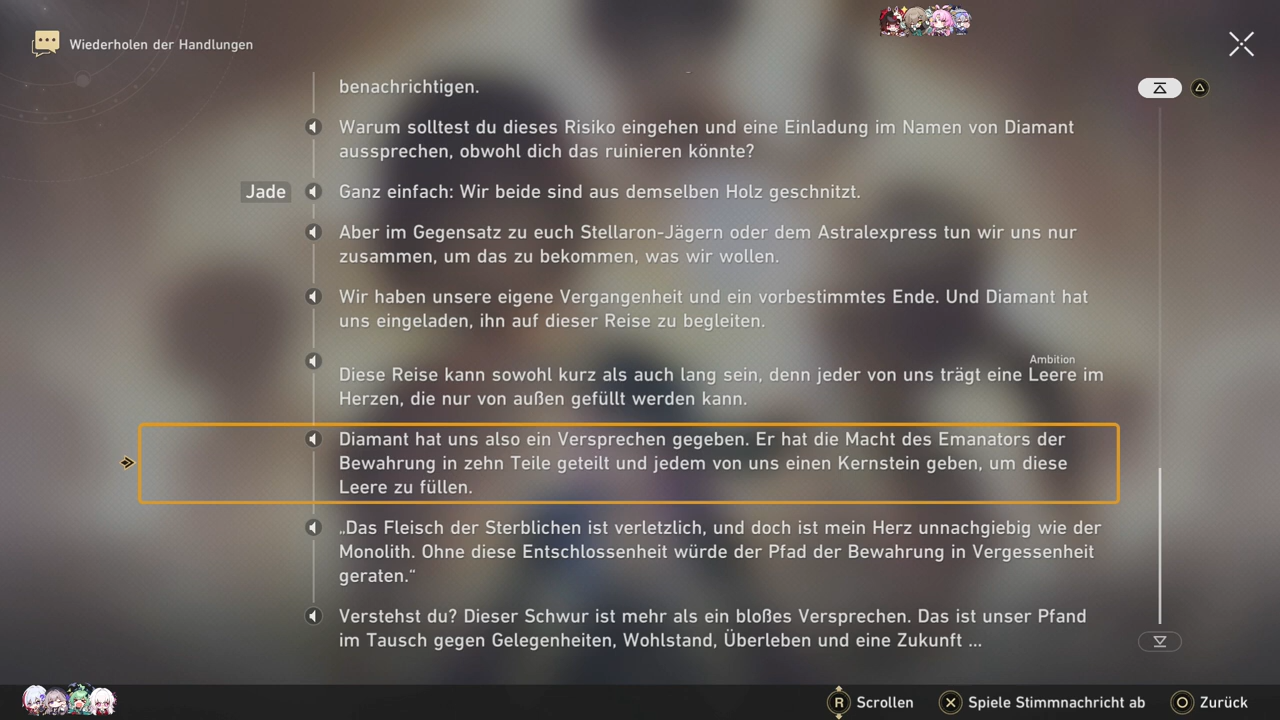 Wiederholen der Handlungen
benachrichtigen.
Warum solltest du dieses Risiko eingehen und eine Einladung im Namen von Diamant
aussprechen, obwohl dich das ruinieren könnte?
Jade
Ganz einfach: Wir beide sind aus demselben Holz geschnitzt.
Aber im Gegensatz zu euch Stellaron-Jägern oder dem Astralexpress tun wir uns nur
zusammen, um das zu bekommen, was wir wollen.
Wir haben unsere eigene Vergangenheit und ein vorbestimmtes Ende. Und Diamant hat
uns eingeladen, ihn auf dieser Reise zu begleiten.
Ambition
Diese Reise kann sowohl kurz als auch lang sein, denn jeder von uns trägt eine Leere im
Herzen, die nur von außen gefüllt werden kann.
Diamant hat uns also ein Versprechen gegeben. Er hat die Macht des Emanators der
Bewahrung in zehn Teile geteilt und jedem von uns einen Kernstein geben, um diese
Leere zu füllen.
„Das Fleisch der Sterblichen ist verletzlich, und doch ist mein Herz unnachgiebig wie der
Monolith. Ohne diese Entschlossenheit würde der Pfad der Bewahrung in Vergessenheit
geraten.“
Verstehst du? Dieser Schwur ist mehr als ein bloßes Versprechen. Das ist unser Pfand
im Tausch gegen Gelegenheiten, Wohlstand, Überleben und eine Zukunft ...
R Scrollen
Spiele Stimmnachricht ab
Zurück